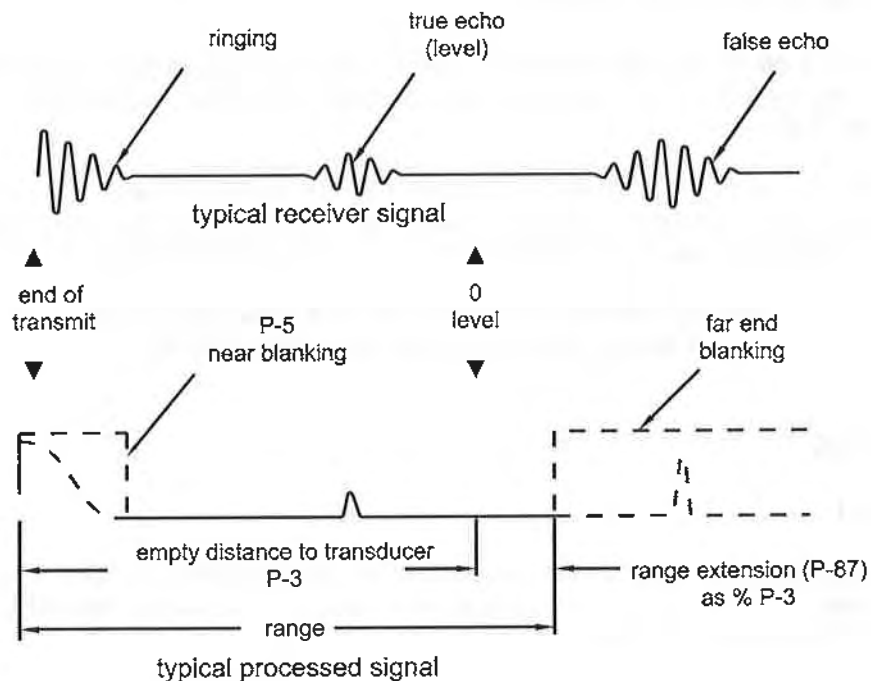 ringing
true echo
(level)
false echo
typical receiver signal
end of
transmit
0
level
P-5
near blanking
far end
blanking
empty distance to transducer
P-3
range extension (P-87)
as % P-3
range
typical processed signal